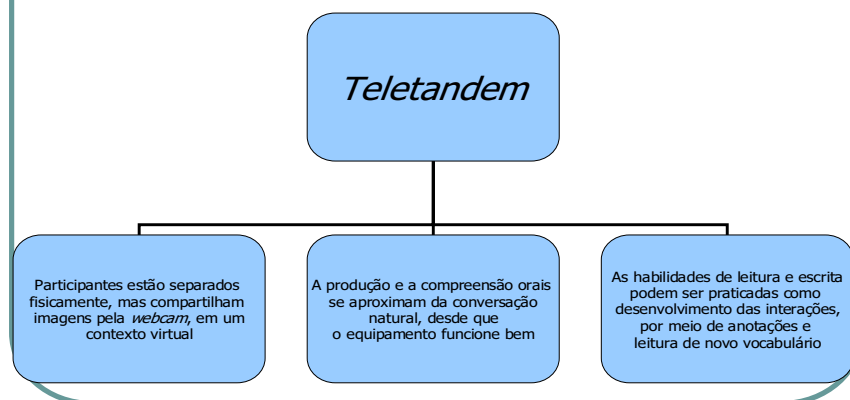 Teletandem
Participantes estão separados
fisicamente, mas compartilham
imagens pela webcam, em um
contexto virtual
A produção e a compreensão orais
se aproximam da conversação
natural, desde que
o equipamento funcione bem
As habilidades de leitura e escrita
podem ser praticadas como
desenvolvimento das interações,
por meio de anotações e
leitura de novo vocabulário